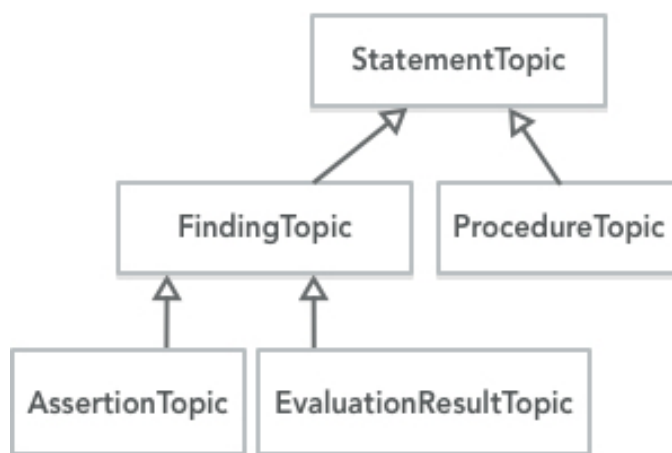 StatementTopic
FindingTopic
ProcedureTopic
AssertionTopic
EvaluationResultTopic